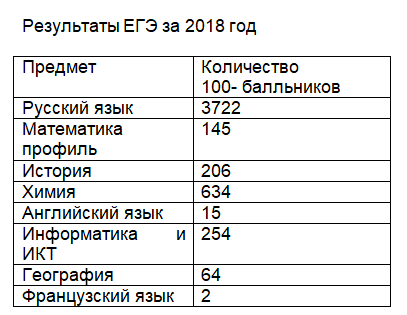 Результаты ЕГЭ за 2018 год
Предмет Количество
100- балльников
Русский язык 3722
Математика 145
профиль
История 206
Химия 634
Английский язык 15
Информатика и 254
ИКТ
География 64
Французский язык 2